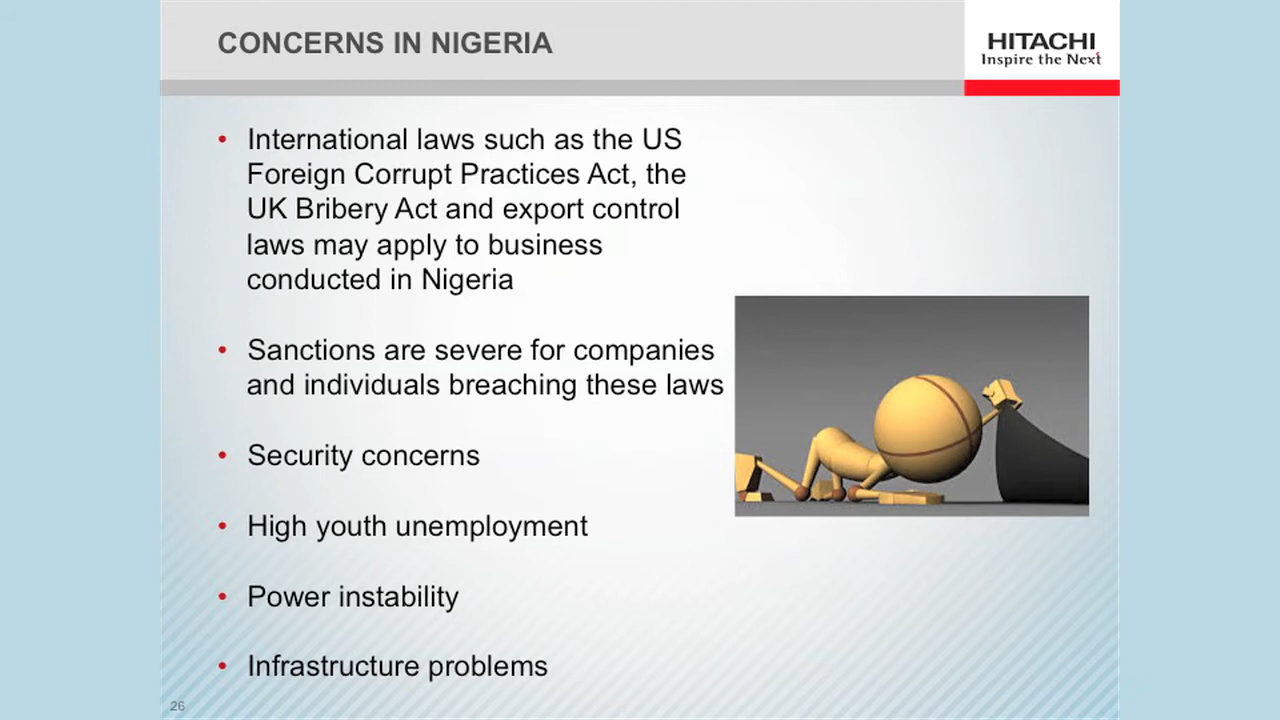 CONCERNS IN NIGERIA
HITACHI
Inspire the Next
• International laws such as the US
Foreign Corrupt Practices Act, the
UK Bribery Act and export control
laws may apply to business
conducted in Nigeria
• Sanctions are severe for companies
and individuals breaching these laws
• Security concerns
• High youth unemployment
• Power instability
• Infrastructure problems
26